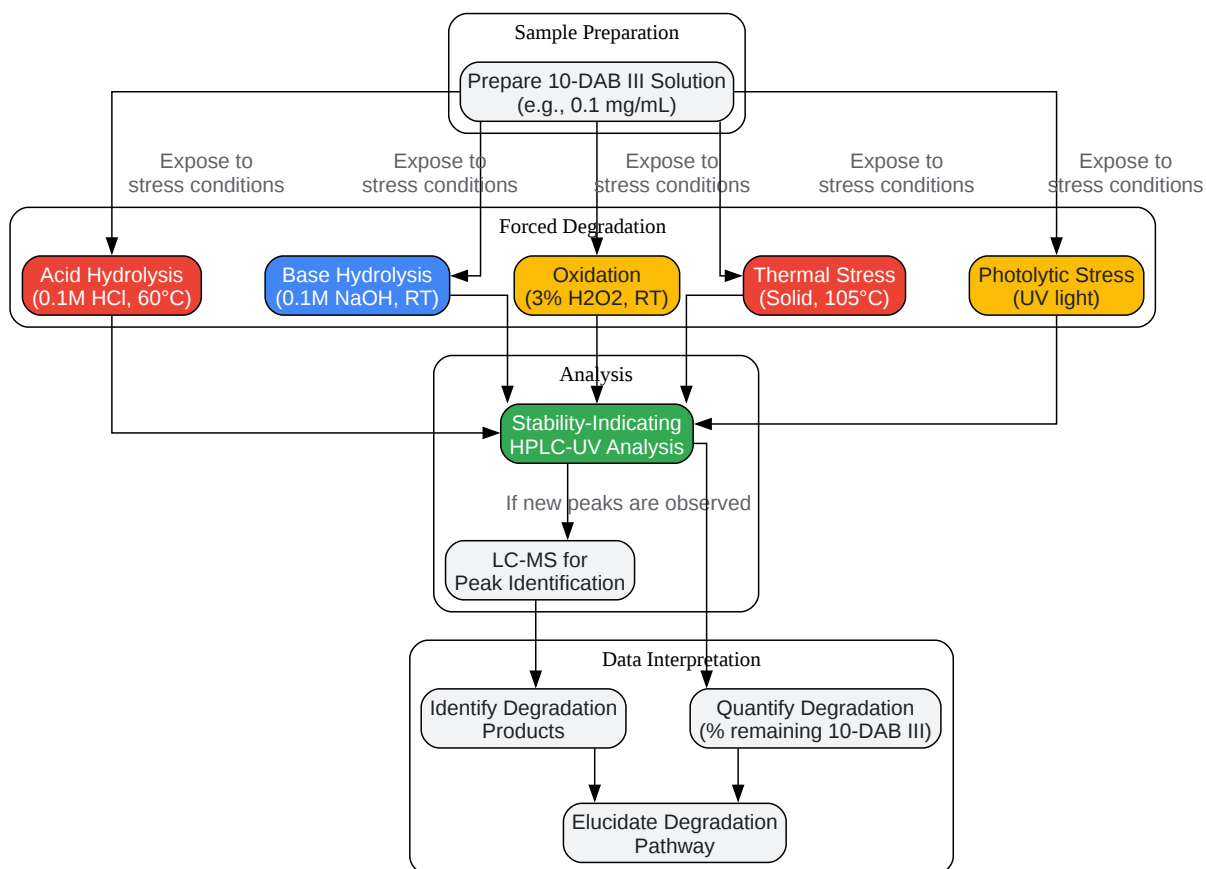 Sample Preparation
Prepare 10-DAB III Solution
(e.g., 0.1 mg/mL)
Expose to
stress conditions
Expose to
stress conditions
Expose to
stress conditions
Expose to
stress conditions
Expose to
stress conditions
Forced Degradation
Acid Hydrolysis
(0.1M HCl, 60°C)
Base Hydrolysis
(0.1M NaOH, RT)
Oxidation
(3% H2O2, RT)
Thermal Stress
(Solid, 105°C)
Photolytic Stress
(UV light)
Analysis
Stability-Indicating
HPLC-UV Analysis
If new peaks are observed
LC-MS for
Peak Identification
Data Interpretation
Identify Degradation
Products
Quantify Degradation
(% remaining 10-DAB III)
Elucidate Degradation
Pathway